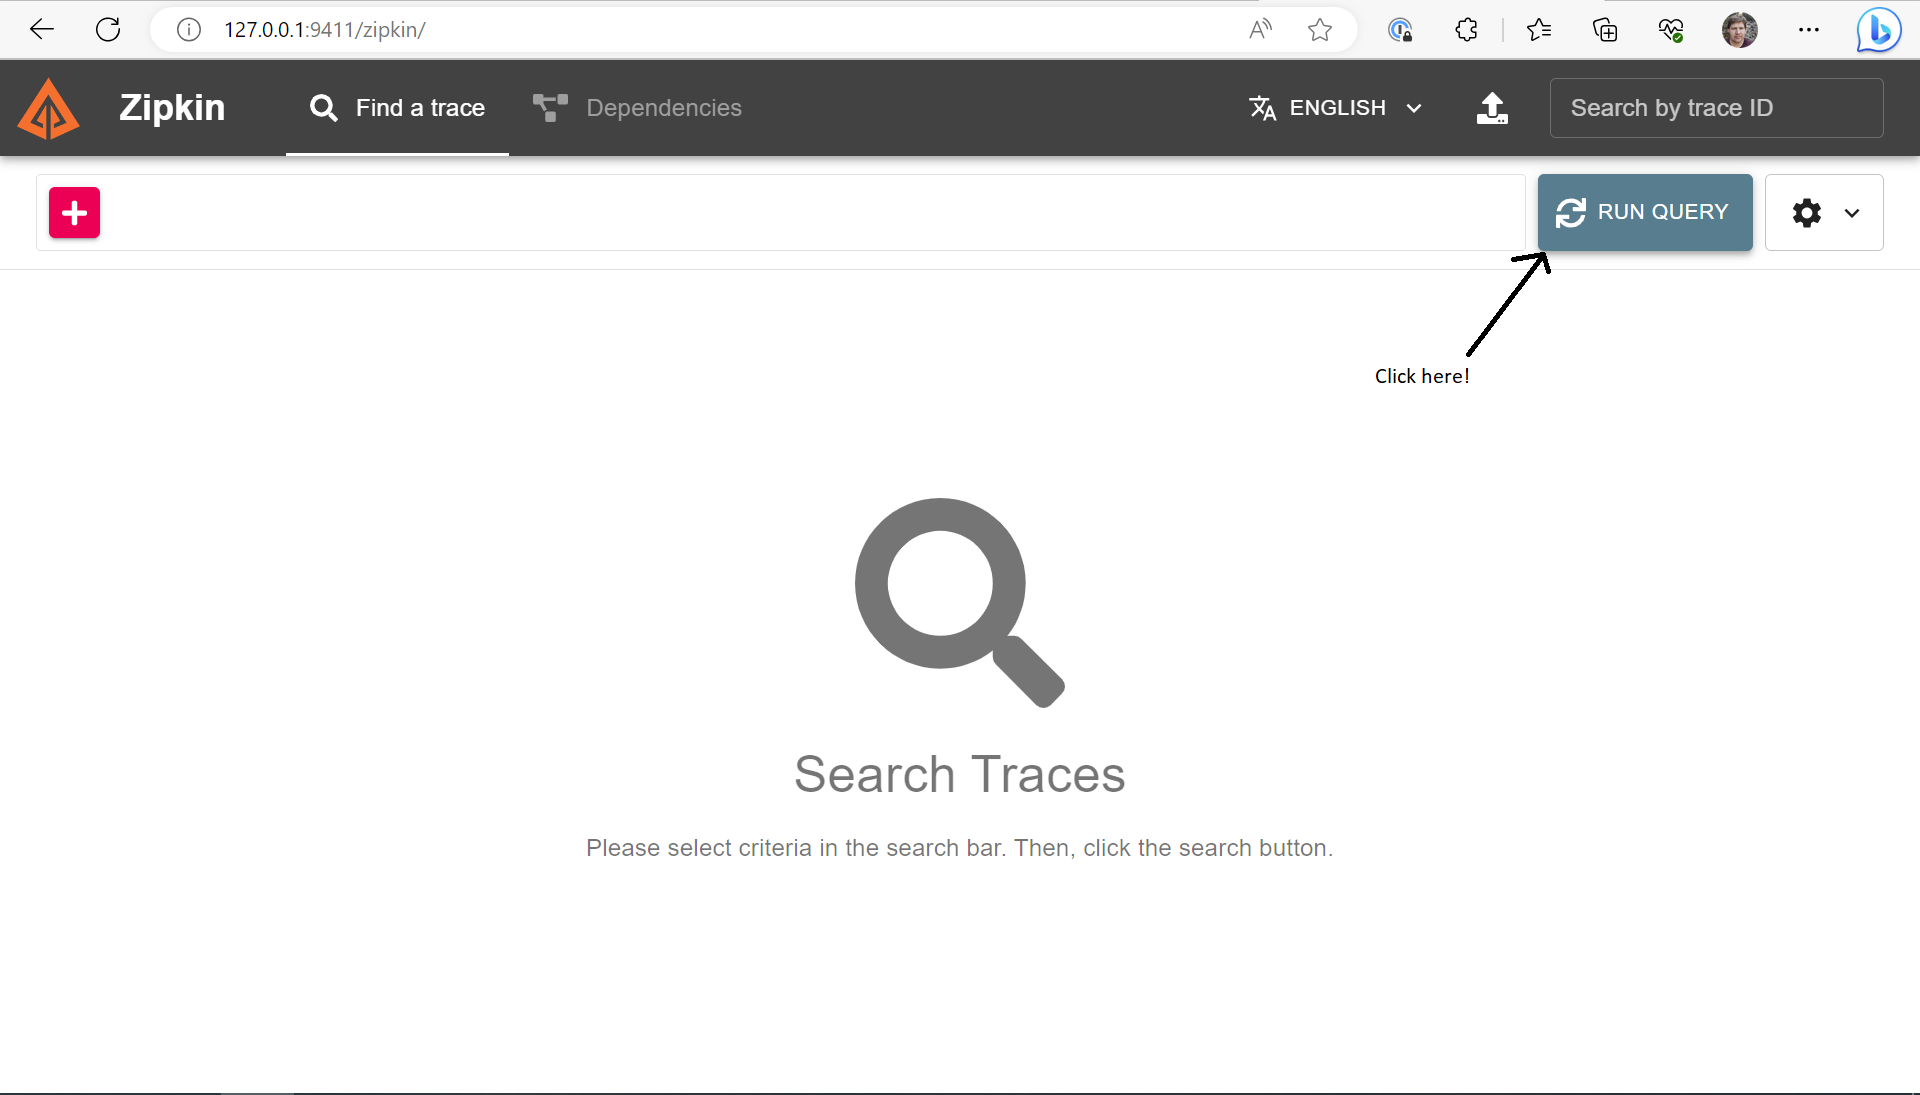 127.0.0.1:9411/zipkin/
Zipkin
Find a trace
Dependencies
ENGLISH
Search by trace ID
RUN QUERY
Click here!
Search Traces
Please select criteria in the search bar. Then, click the search button.